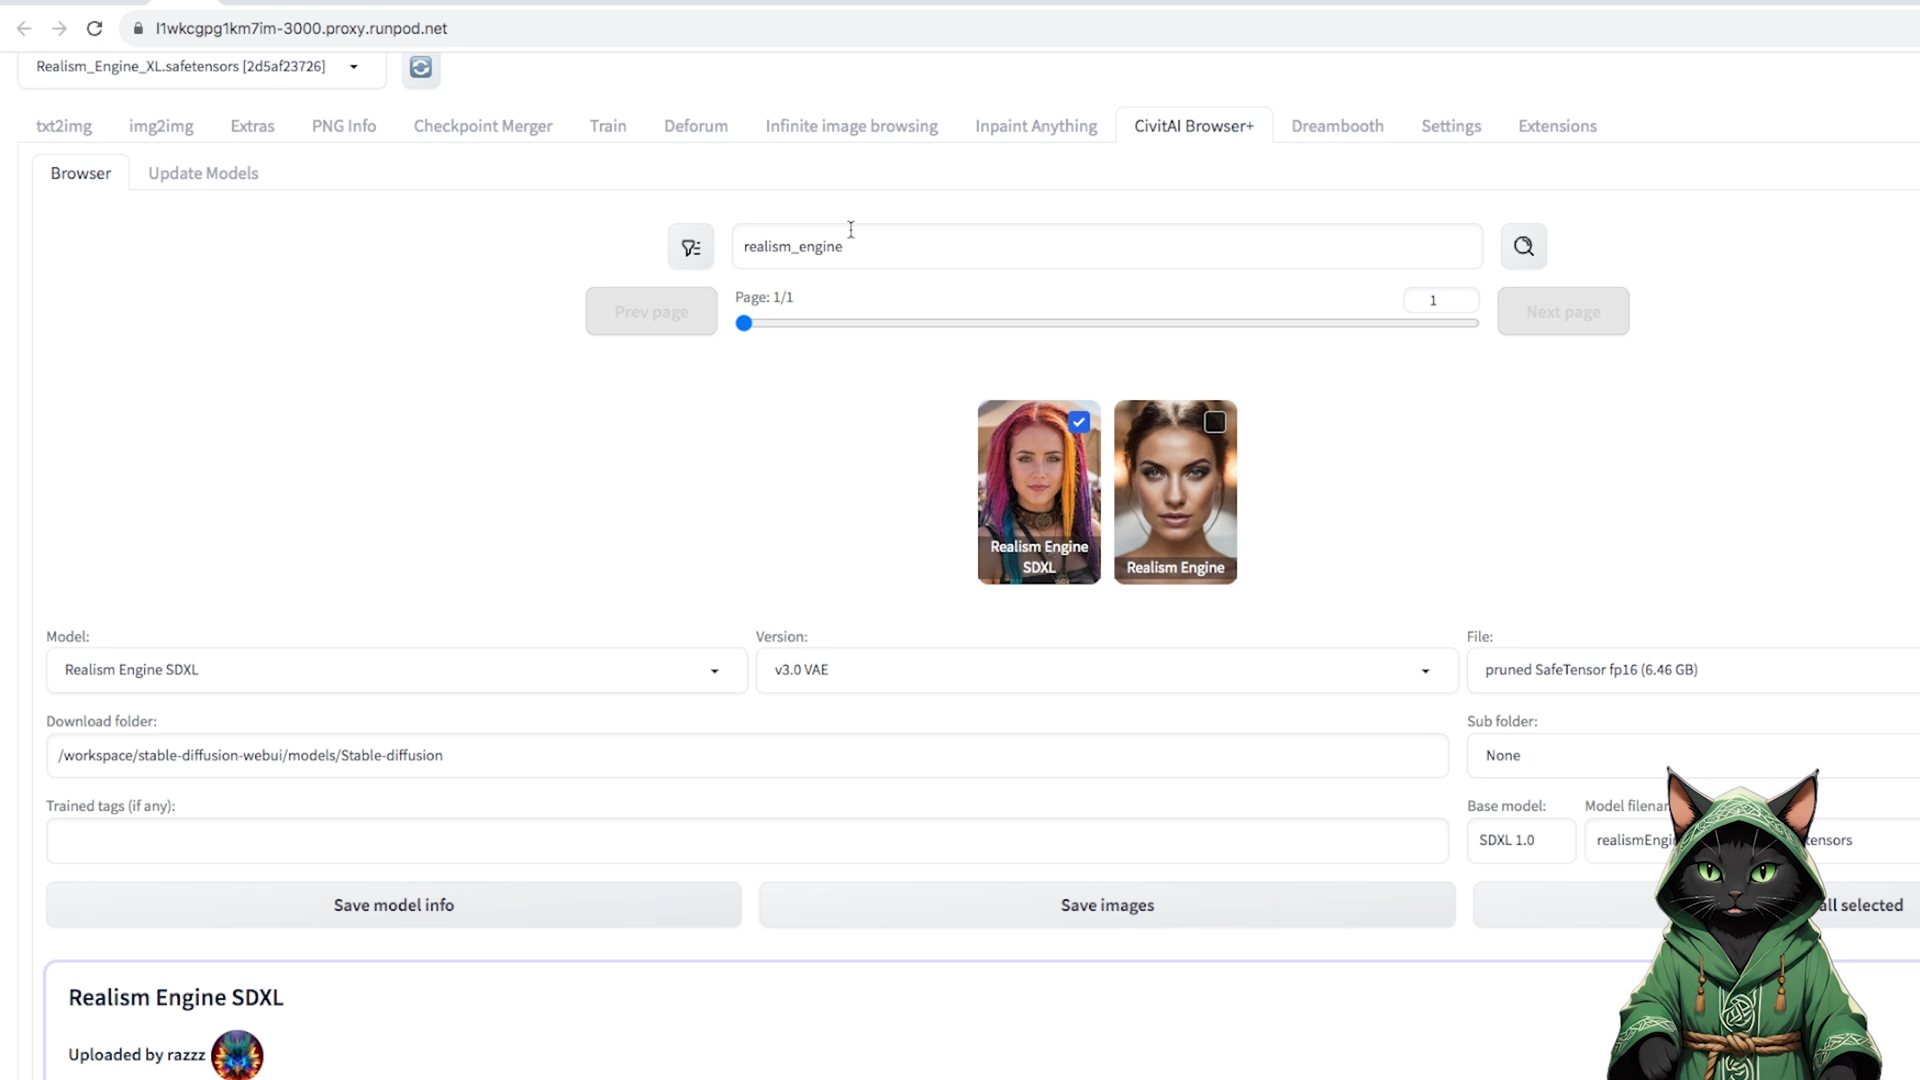 l1wkcgpg1km7im-3000.proxy.runpod.net
Realism_Engine_XL.safetensors [2d5af23726]
txt2img img2img Extras PNG Info Checkpoint Merger Train Deforum Infinite image browsing Inpaint Anything CivitAI Browser+ Dreambooth Settings Extensions
Browser Update Models
realism_engine
Page: 1/1 1
Prev page Next page
Realism Engine
SDXL
Realism Engine
Model: Version: File:
Realism Engine SDXL v3.0 VAE pruned SafeTensor fp16 (6.46 GB)
Download folder: Sub folder:
/workspace/stable-diffusion-webui/models/Stable-diffusion None
Trained tags (if any): Base model: Model
SDXL 1.0
Save model info Save images all selected
Realism Engine SDXL
Uploaded by razzz